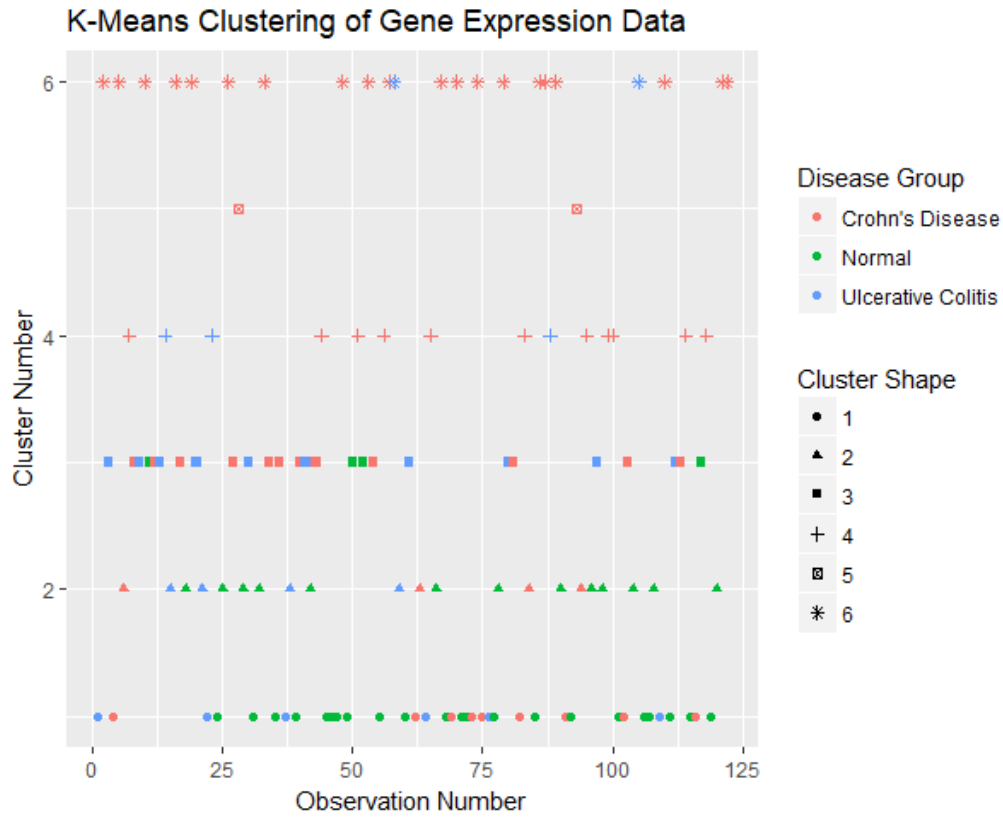 K-Means Clustering of Gene Expression Data
6
4
2
Cluster Number
0 25 50 75 100 125
Observation Number
Disease Group
Crohn's Disease
Normal
Ulcerative Colitis
Cluster Shape
1
2
3
4
5
6